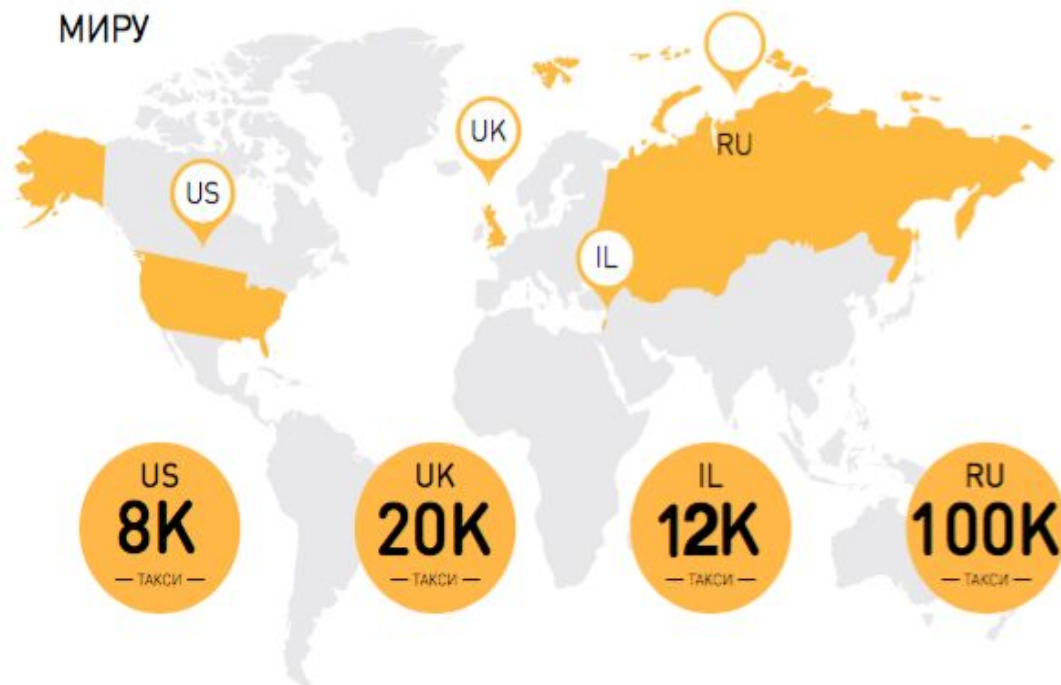 МИРУ
UK
RU
US
IL
US
8K
— ТАКСИ —
UK
20K
— ТАКСИ —
IL
12K
— ТАКСИ —
RU
100K
— ТАКСИ —